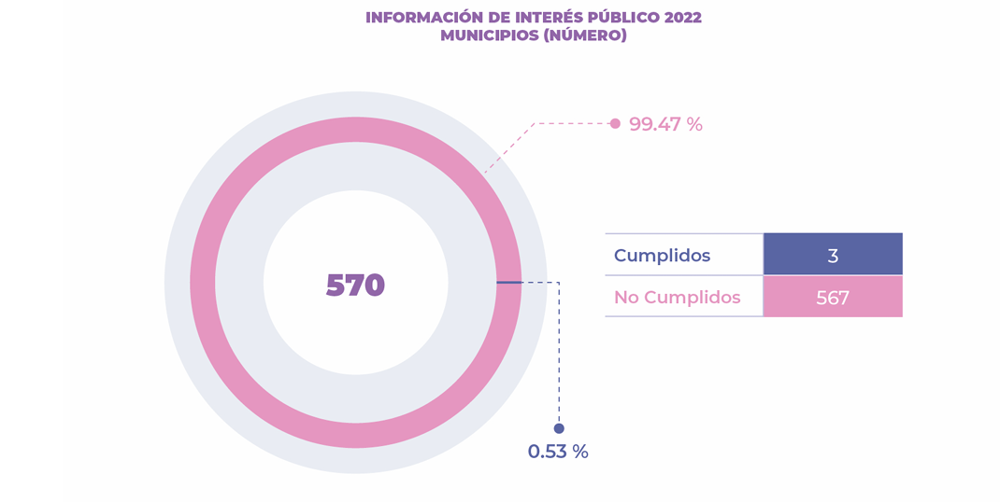 INFORMACIÓN DE INTERÉS PÚBLICO 2022
MUNICIPIOS (NÚMERO)
99.47 %
570
Cumplidos 3
No Cumplidos 567
0.53 %